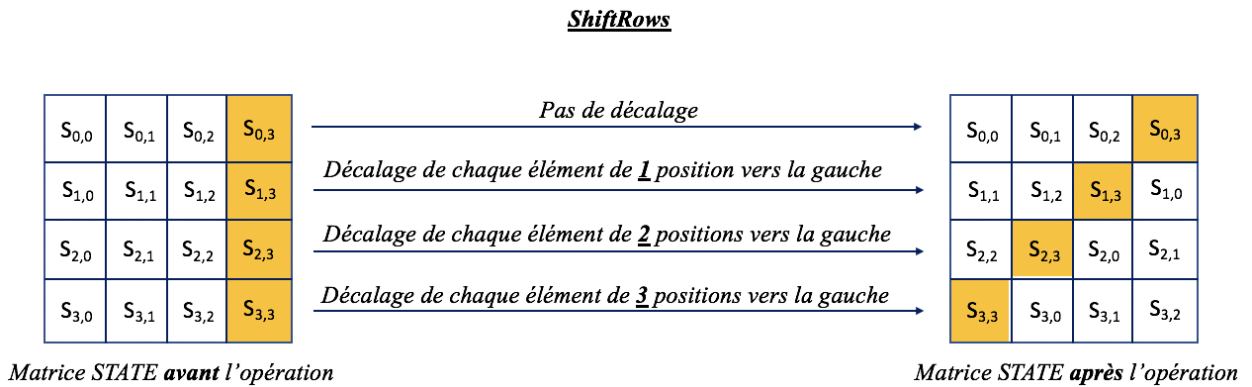 ShiftRows
S0,0 S0,1 S0,2 S0,3 Pas de décalage S0,0 S0,1 S0,2 S0,3
S1,0 S1,1 S1,2 S1,3 Décalage de chaque élément de 1 position vers la gauche S1,1 S1,2 S1,3 S1,0
S2,0 S2,1 S2,2 S2,3 Décalage de chaque élément de 2 positions vers la gauche S2,2 S2,3 S2,0 S2,1
S3,0 S3,1 S3,2 S3,3 Décalage de chaque élément de 3 positions vers la gauche S3,3 S3,0 S3,1 S3,2
Matrice STATE avant l’opération Matrice STATE après l’opération